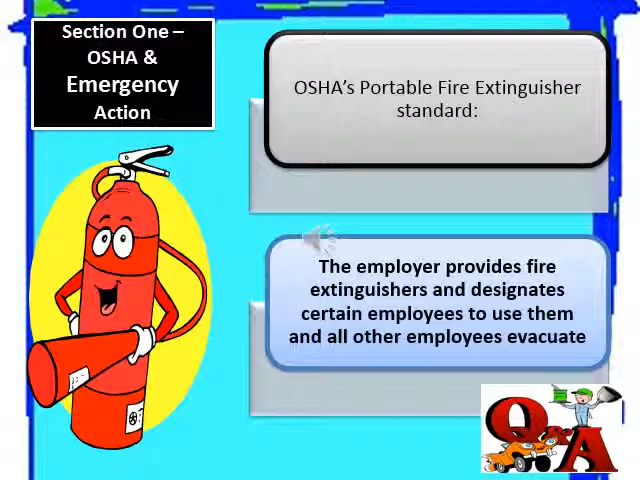 Section One –
OSHA &
Emergency
Action
OSHA’s Portable Fire Extinguisher
standard:
The employer provides fire
extinguishers and designates
certain employees to use them
and all other employees evacuate
Q&A